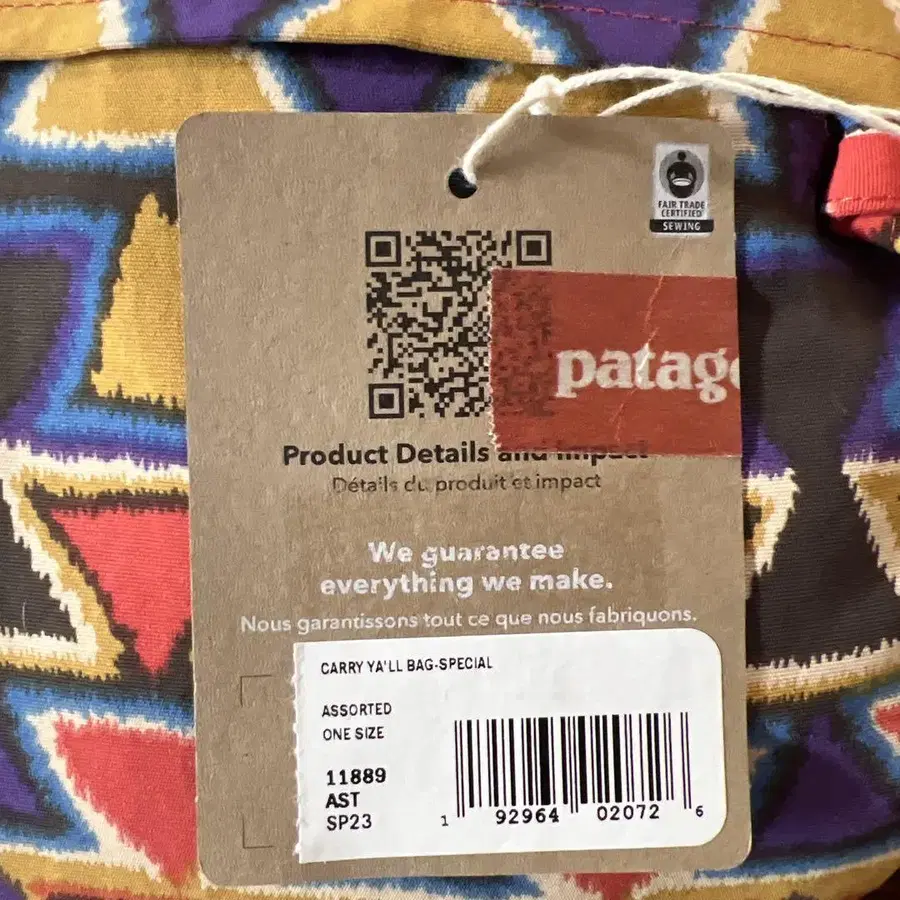 FAIR TRADE
CERTIFIED
SEWING
patag
Product Details and Impact
Détails du produit et impact
We guarantee
everything we make.
Nous garantissons tout ce que nous fabriquons.
CARRY YA'LL BAG-SPECIAL
ASSORTED
ONE SIZE
11889
AST
SP23
1 92964 02072 6